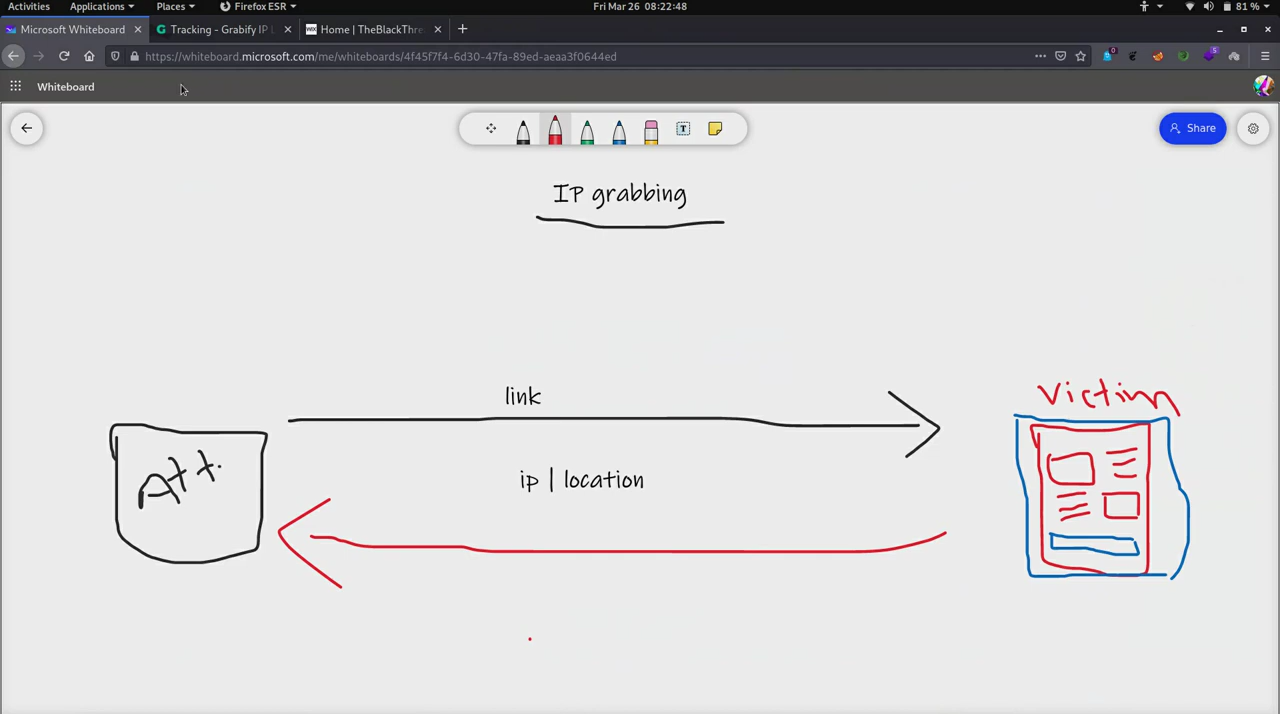 Activities Applications Places Firefox ESR Fri Mar 26 08:22:48 81 %
Microsoft Whiteboard Tracking - Grabify IP L Home | TheBlackThre
https://whiteboard.microsoft.com/me/whiteboards/4f45f7f4-6d30-47fa-89ed-aeaa3f0644ed 0 5
Whiteboard
T Share
IP grabbing
link
Victim
Att.
ip | location